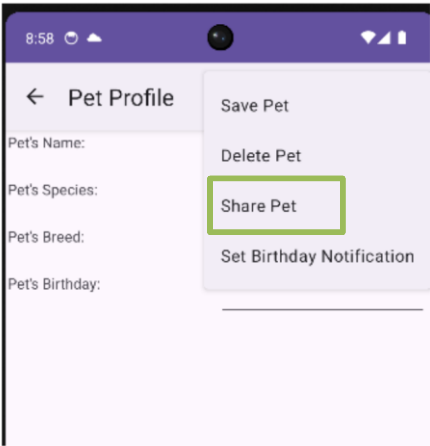 8:58
Pet Profile
Save Pet
Delete Pet
Share Pet
Set Birthday Notification
Pet's Name:
Pet's Species:
Pet's Breed:
Pet's Birthday: